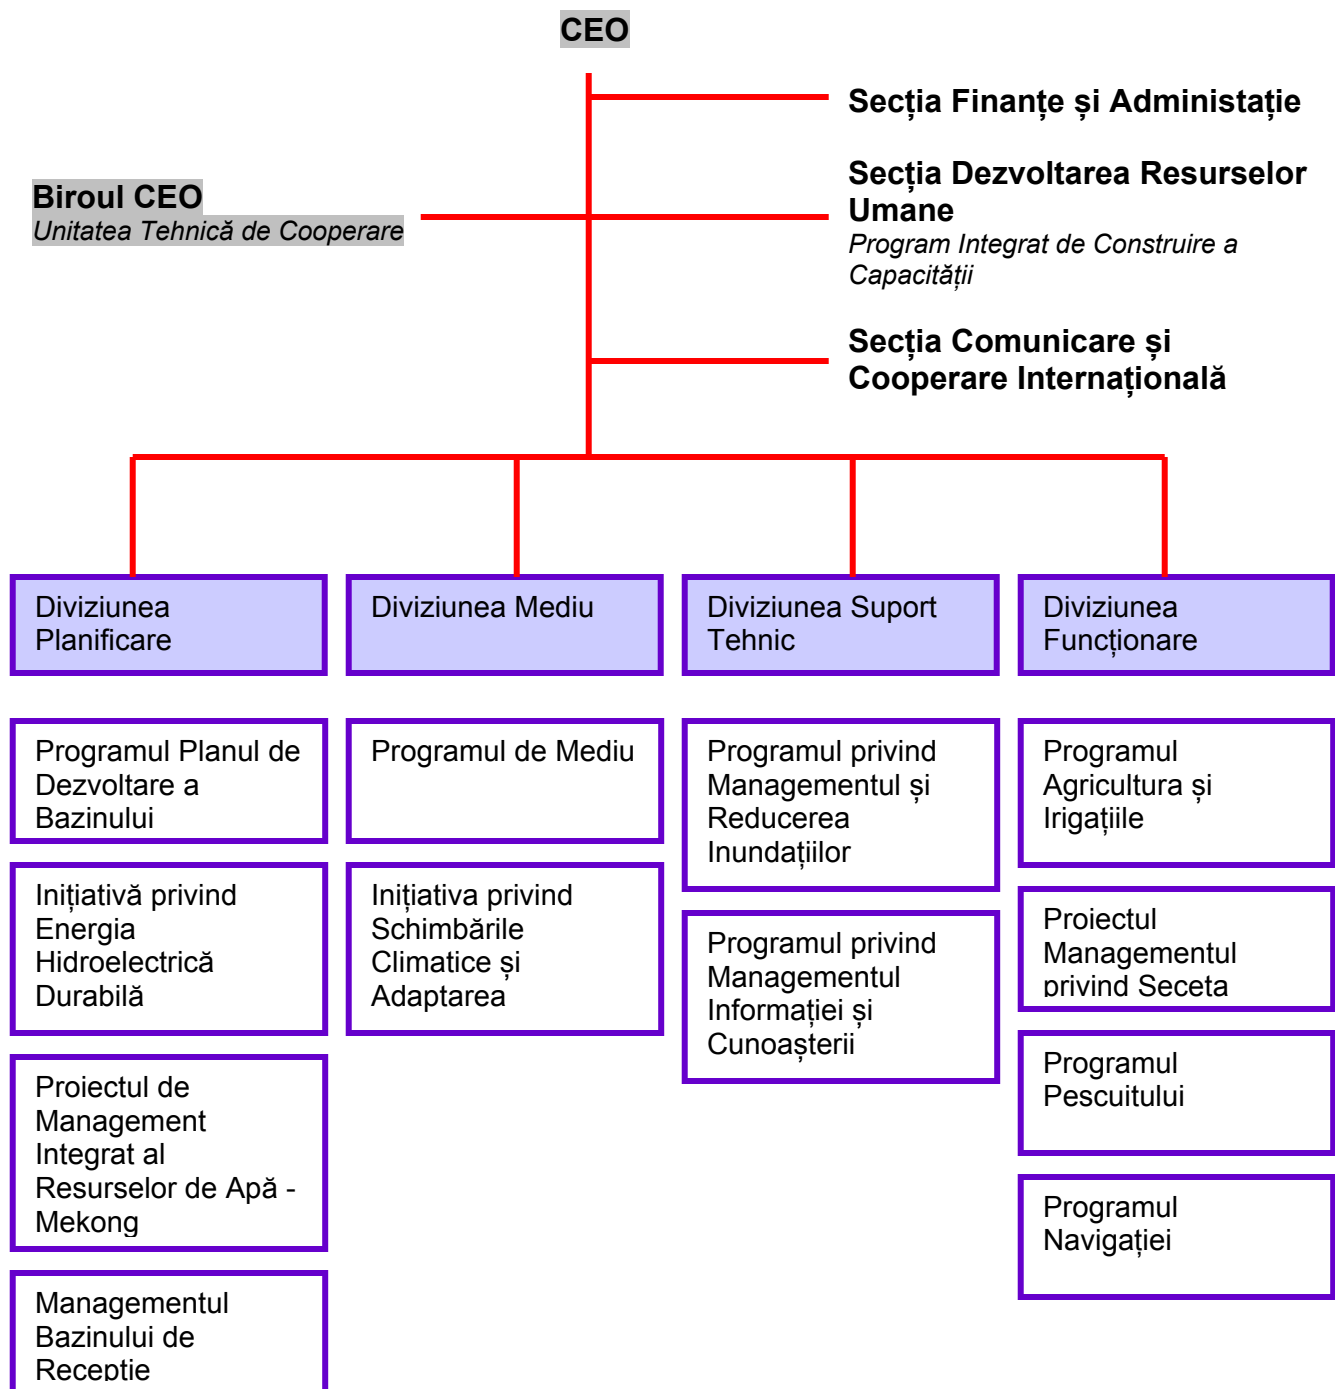 CEO
Secția Finanțe și Administație
Secția Dezvoltarea Resurselor
Umane
Program Integrat de Construire a
Capacității
Biroul CEO
Unitatea Tehnică de Cooperare
Secția Comunicare și
Cooperare Internațională
Diviziunea
Planificare
Diviziunea Mediu
Diviziunea Suport
Tehnic
Diviziunea
Funcționare
Programul Planul de
Dezvoltare a
Bazinului
Inițiativă privind
Energia
Hidroelectrică
Durabilă
Proiectul de
Management
Integrat al
Resurselor de Apă -
Mekong
Managementul
Bazinului de
Recepție
Programul de Mediu
Inițiativa privind
Schimbările
Climatice și
Adaptarea
Programul privind
Managementul și
Reducerea
Inundațiilor
Programul privind
Managementul
Informației și
Cunoașterii
Programul
Agricultura și
Irigațiile
Proiectul
Managementul
privind Seceta
Programul
Pescuitului
Programul
Navigației